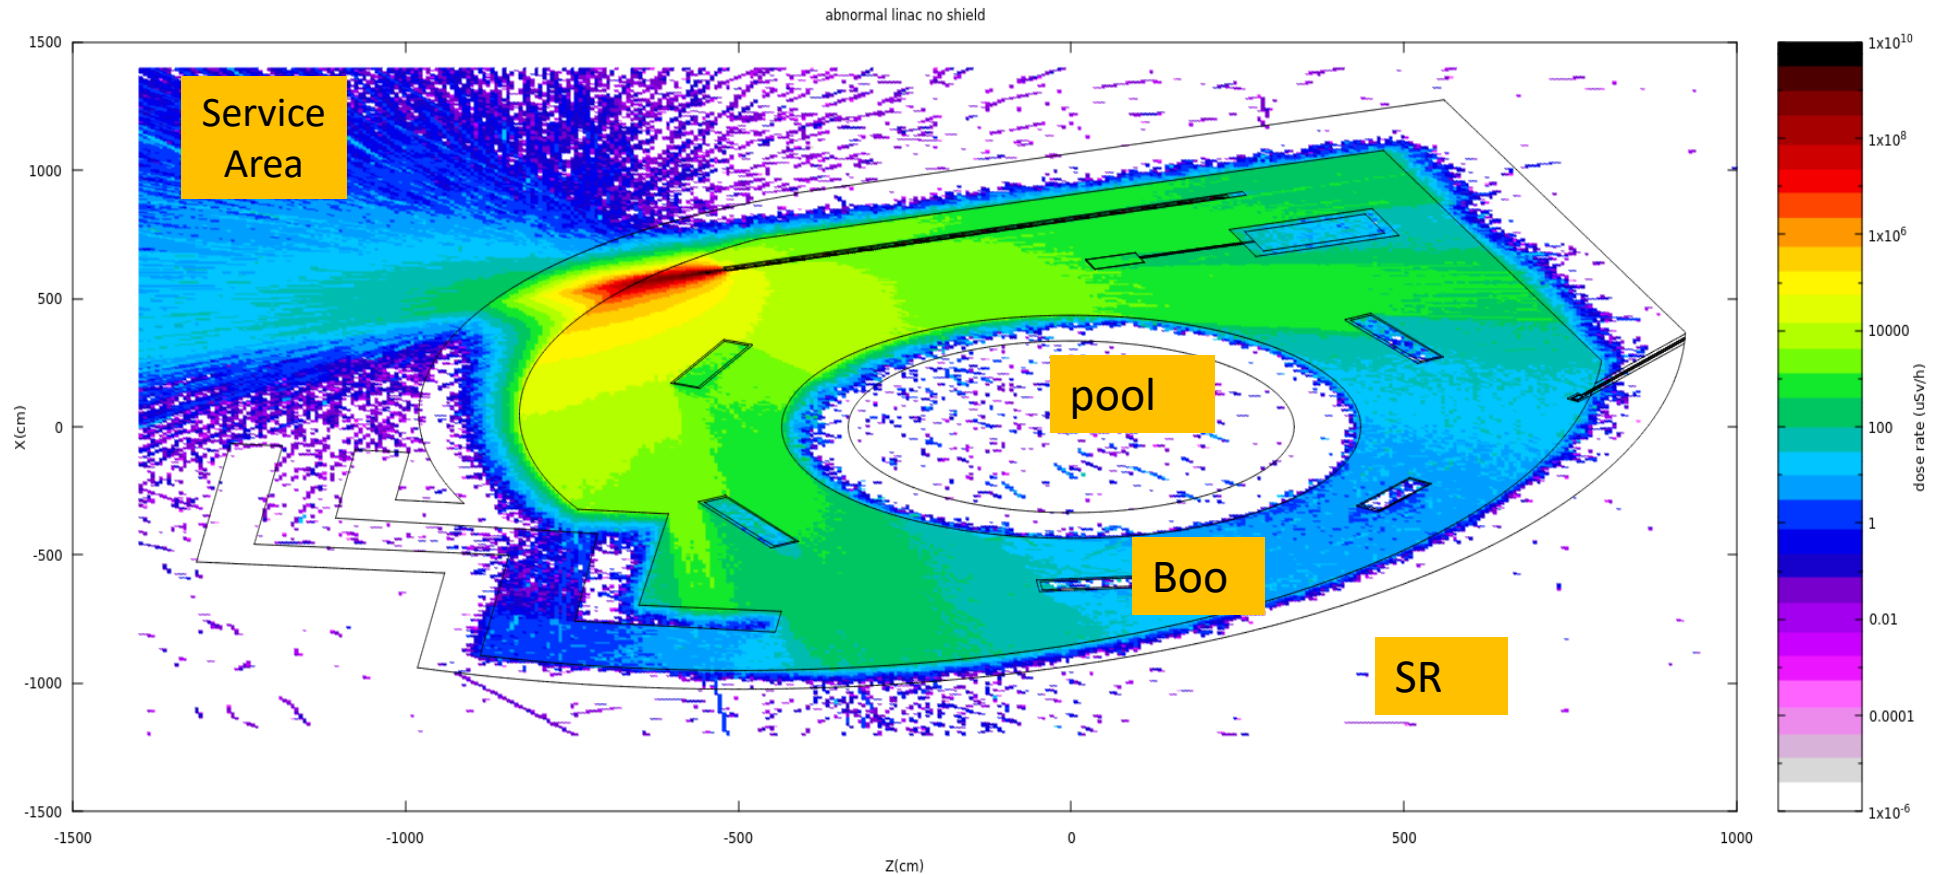 abnormal linac no shield
1500
1000
500
0
-500
-1000
-1500
X(cm)
-1500
-1000
-500
0
500
1000
Z(cm)
Service
Area
pool
Boo
SR
1x10^10
1x10^8
1x10^6
10000
100
1
0.01
0.0001
1x10^-6
dose rate (uSv/h)